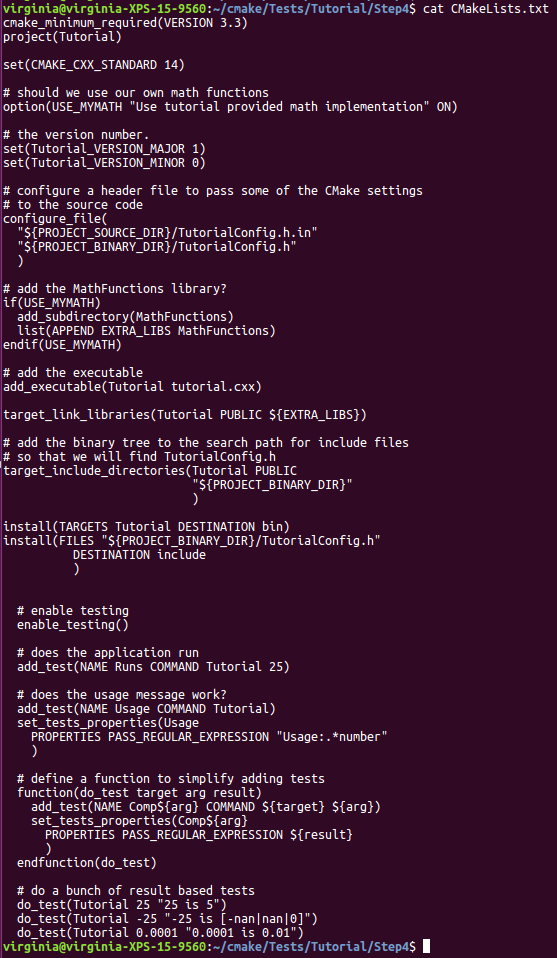 virginia@virginia-XPS-15-9560:~/cmake/Tests/Tutorial/Step4$ cat CMakeLists.txt
cmake_minimum_required(VERSION 3.3)
project(Tutorial)

set(CMAKE_CXX_STANDARD 14)

# should we use our own math functions
option(USE_MYMATH "Use tutorial provided math implementation" ON)

# the version number.
set(Tutorial_VERSION_MAJOR 1)
set(Tutorial_VERSION_MINOR 0)

# configure a header file to pass some of the CMake settings
# to the source code
configure_file(
  "${PROJECT_SOURCE_DIR}/TutorialConfig.h.in"
  "${PROJECT_BINARY_DIR}/TutorialConfig.h"
  )

# add the MathFunctions library?
if(USE_MYMATH)
  add_subdirectory(MathFunctions)
  list(APPEND EXTRA_LIBS MathFunctions)
endif(USE_MYMATH)

# add the executable
add_executable(Tutorial tutorial.cxx)

target_link_libraries(Tutorial PUBLIC ${EXTRA_LIBS})

# add the binary tree to the search path for include files
# so that we will find TutorialConfig.h
target_include_directories(Tutorial PUBLIC
                           "${PROJECT_BINARY_DIR}"
                           )

install(TARGETS Tutorial DESTINATION bin)
install(FILES "${PROJECT_BINARY_DIR}/TutorialConfig.h"
          DESTINATION include
          )


  # enable testing
  enable_testing()

  # does the application run
  add_test(NAME Runs COMMAND Tutorial 25)

  # does the usage message work?
  add_test(NAME Usage COMMAND Tutorial)
  set_tests_properties(Usage
    PROPERTIES PASS_REGULAR_EXPRESSION "Usage:.*number"
    )

  # define a function to simplify adding tests
  function(do_test target arg result)
    add_test(NAME Comp${arg} COMMAND ${target} ${arg})
    set_tests_properties(Comp${arg}
      PROPERTIES PASS_REGULAR_EXPRESSION ${result}
      )
  endfunction(do_test)

  # do a bunch of result based tests
  do_test(Tutorial 25 "25 is 5")
  do_test(Tutorial -25 "-25 is [-nan|nan|0]")
  do_test(Tutorial 0.0001 "0.0001 is 0.01")
virginia@virginia-XPS-15-9560:~/cmake/Tests/Tutorial/Step4$